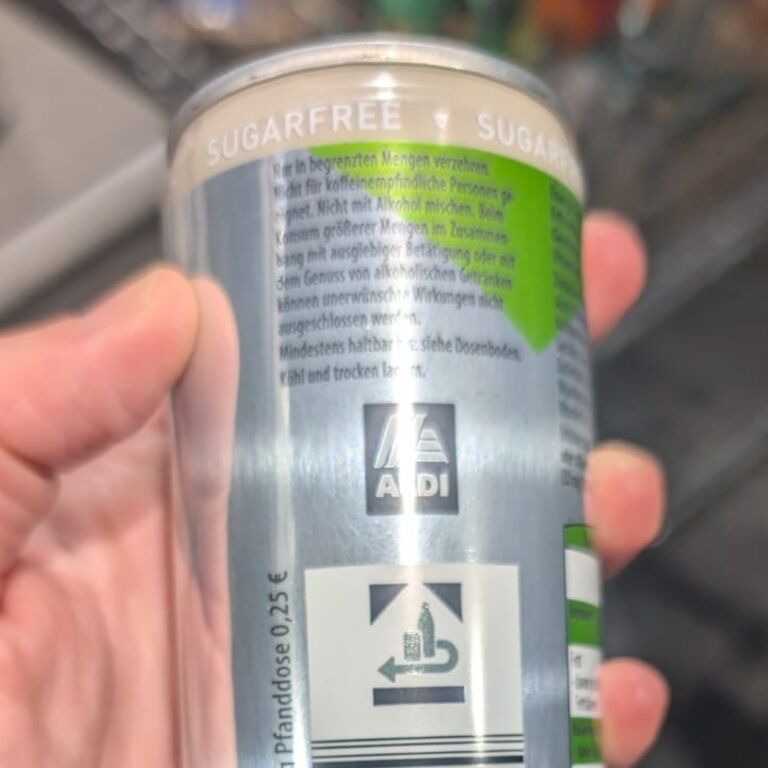 SUGARFREE • SUGARFR
Nur in begrenzten Mengen verzehren.
Nicht für koffeinempfindliche Personen ge-
eignet. Nicht mit Alkohol mischen. Beim
Konsum größerer Mengen im Zusammen-
hang mit ausgiebiger Betätigung oder mit
dem Genuss von alkoholischen Getränken
können unerwünschte Wirkungen nicht
ausgeschlossen werden.
Mindestens haltbar bis: siehe Dosenboden.
Kühl und trocken lagern.
ALDI
Pfanddose 0,25 €